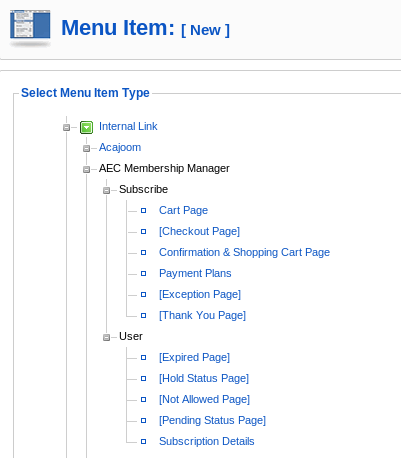 Menu Item: [ New ]
Select Menu Item Type
Internal Link
Acajoom
AEC Membership Manager
Subscribe
Cart Page
[Checkout Page]
Confirmation & Shopping Cart Page
Payment Plans
[Exception Page]
[Thank You Page]
User
[Expired Page]
[Hold Status Page]
[Not Allowed Page]
[Pending Status Page]
Subscription Details